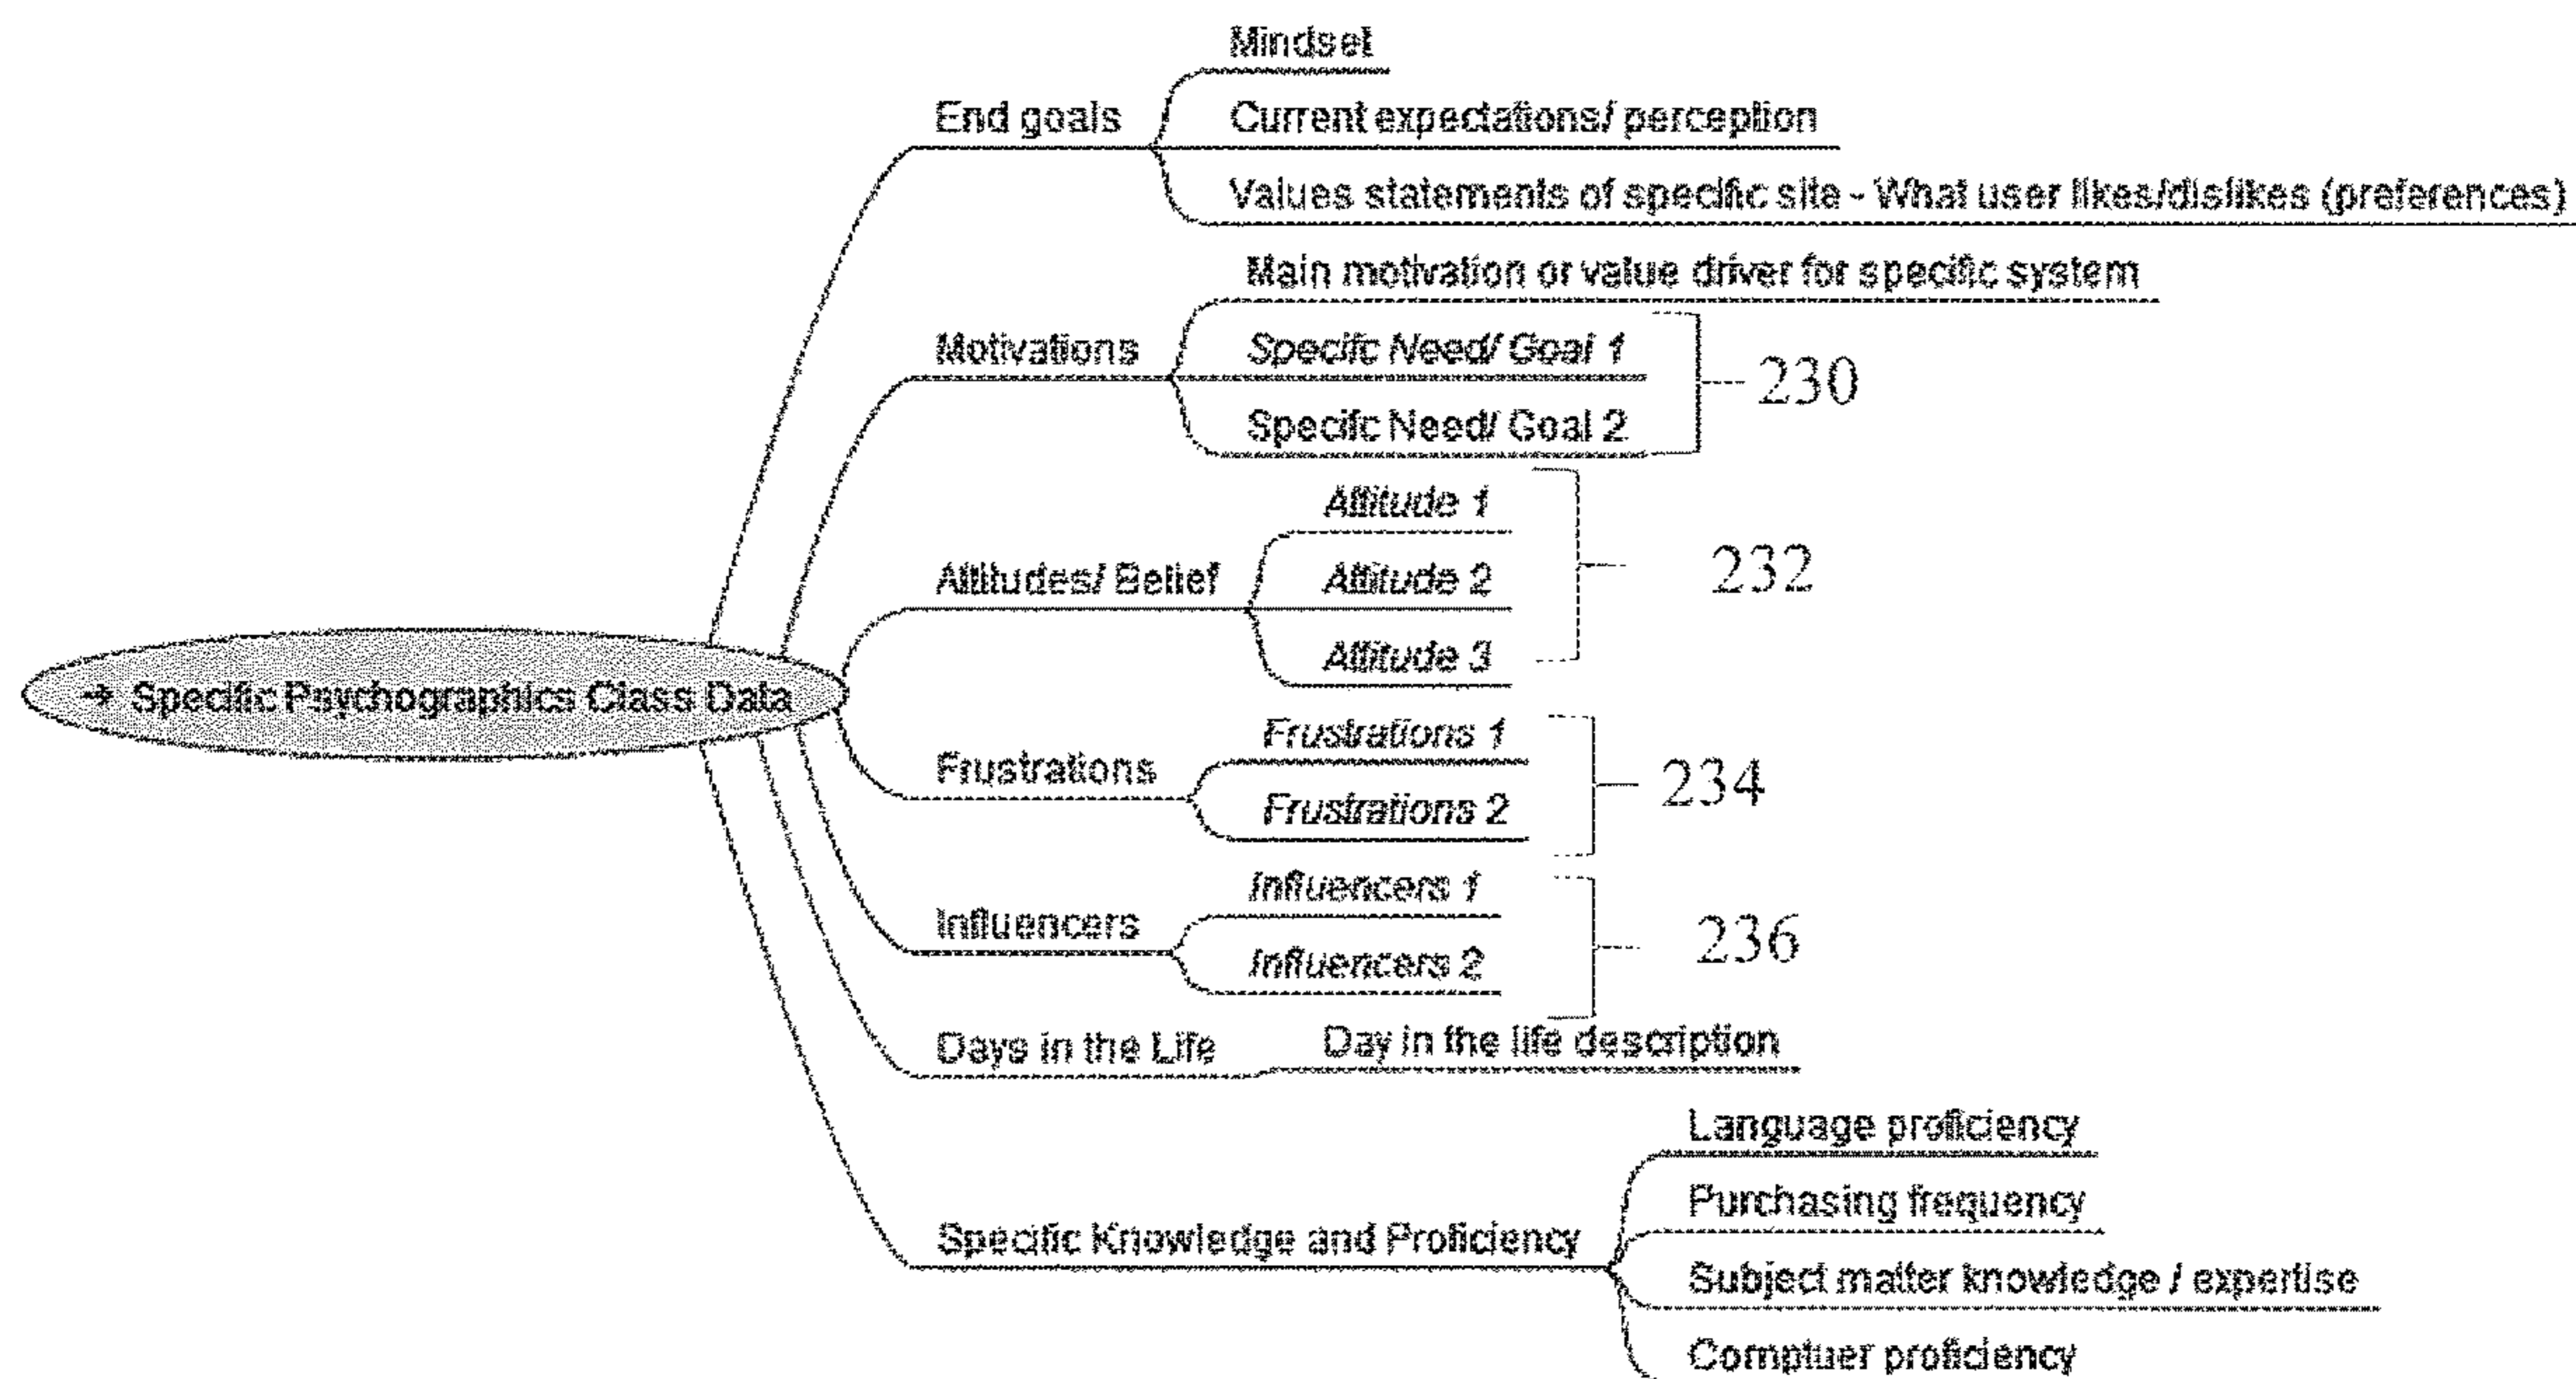 Mindset
End goals
Current expectations/ perception
Values statements of specific site - What user likes/dislikes (preferences)
Main motivation or value driver for specific system
Motivations
Specifc Need/ Goal 1
230
Specifc Need/ Goal 2
Attitude 1
Attitudes/ Belief
Attitude 2
232
Attitude 3
→ Specific Psychographics Class Data
Frustrations 1
Frustrations
234
Frustrations 2
Influencers 1
Influencers
236
Influencers 2
Days in the Life
Day in the life description
Language proficiency
Purchasing frequency
Specific Knowledge and Proficiency
Subject matter knowledge / expertise
Comptuer proficiency